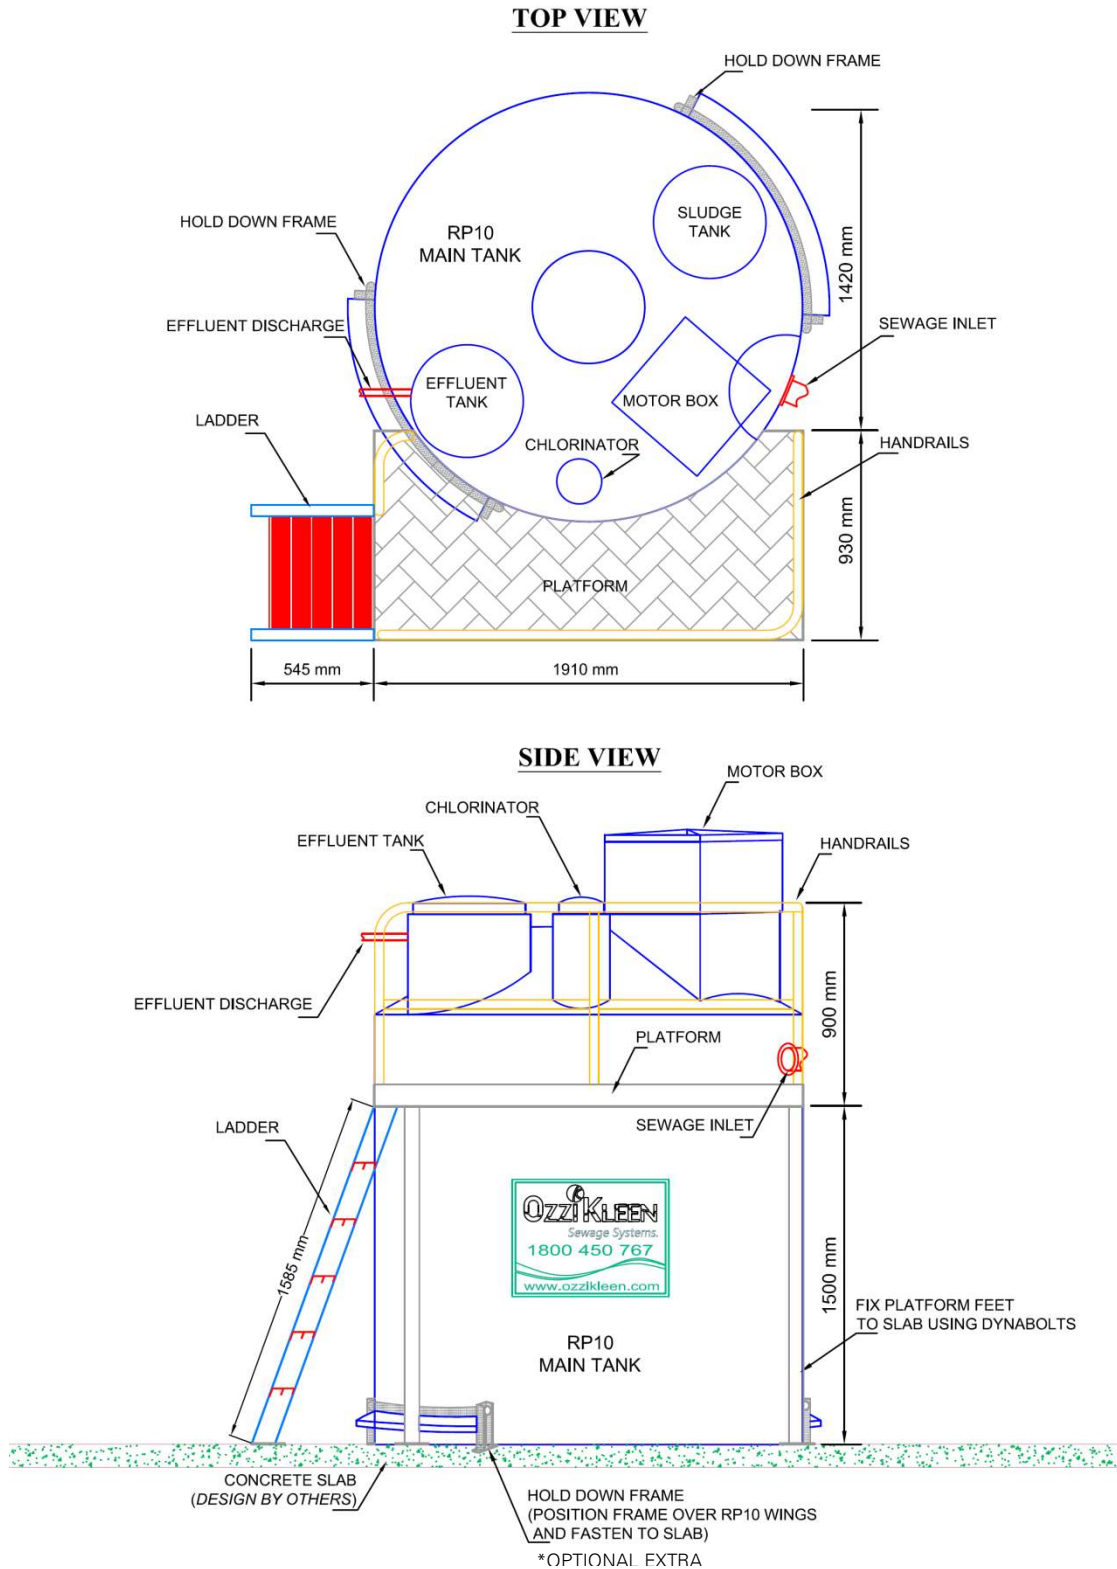 TOP VIEW
HOLD DOWN FRAME
HOLD DOWN FRAME
SLUDGE
TANK
RP10
MAIN TANK
1420 mm
EFFLUENT DISCHARGE
SEWAGE INLET
EFFLUENT
TANK
MOTOR BOX
LADDER
CHLORINATOR
HANDRAILS
930 mm
PLATFORM
545 mm
1910 mm
SIDE VIEW
MOTOR BOX
CHLORINATOR
EFFLUENT TANK
HANDRAILS
EFFLUENT DISCHARGE
900 mm
PLATFORM
LADDER
SEWAGE INLET
OZZIKLEEN
Sewage Systems.
1800 450 767
www.ozzikleen.com
1585 mm
1500 mm
FIX PLATFORM FEET
TO SLAB USING DYNABOLTS
RP10
MAIN TANK
CONCRETE SLAB
(DESIGN BY OTHERS)
HOLD DOWN FRAME
(POSITION FRAME OVER RP10 WINGS
AND FASTEN TO SLAB)
*OPTIONAL EXTRA